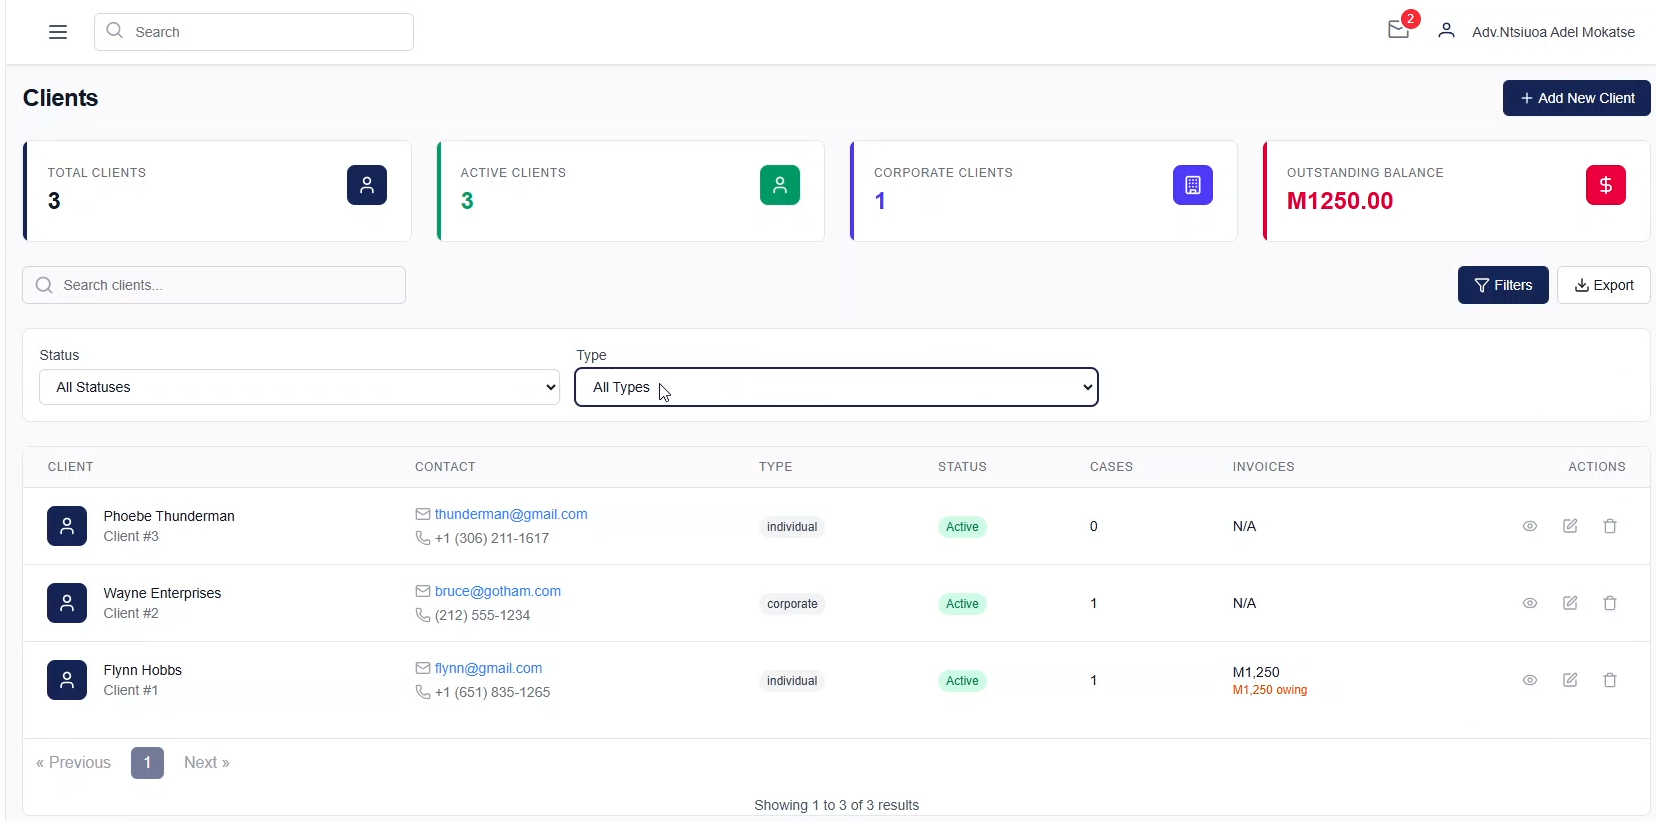 Search
2
Adv.Ntsiuoa Adel Mokatse
Clients
+ Add New Client
TOTAL CLIENTS
3
ACTIVE CLIENTS
3
CORPORATE CLIENTS
1
OUTSTANDING BALANCE
M1250.00
$
Search clients...
Filters
Export
Status
Type
All Statuses
All Types
CLIENT CONTACT TYPE STATUS CASES INVOICES ACTIONS
Phoebe Thunderman
Client #3
thunderman@gmail.com
+1 (306) 211-1617
individual
Active
0
N/A
Wayne Enterprises
Client #2
bruce@gotham.com
(212) 555-1234
corporate
Active
1
N/A
Flynn Hobbs
Client #1
flynn@gmail.com
+1 (651) 835-1265
individual
Active
1
M1,250
M1,250 owing
« Previous 1 Next »
Showing 1 to 3 of 3 results